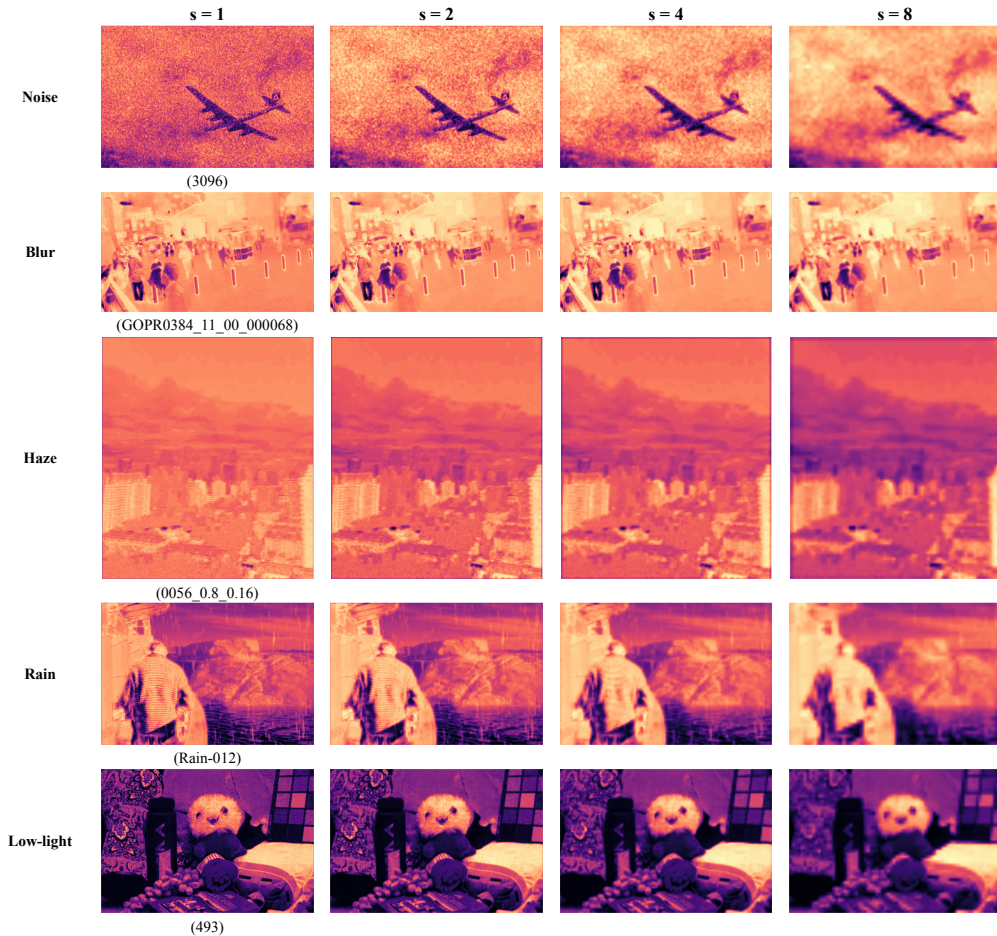 s = 1 s = 2 s = 4 s = 8
Noise
(3096)
Blur
(GOPR0384_11_00_000068)
Haze
(0056_0.8_0.16)
Rain
(Rain-012)
Low-light
(493)